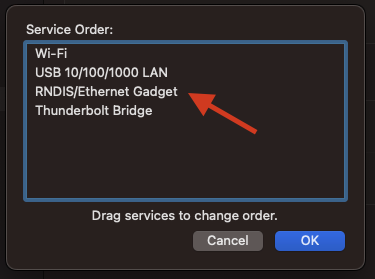 Service Order:
Wi-Fi
USB 10/100/1000 LAN
RNDIS/Ethernet Gadget
Thunderbolt Bridge
Drag services to change order.
Cancel
OK